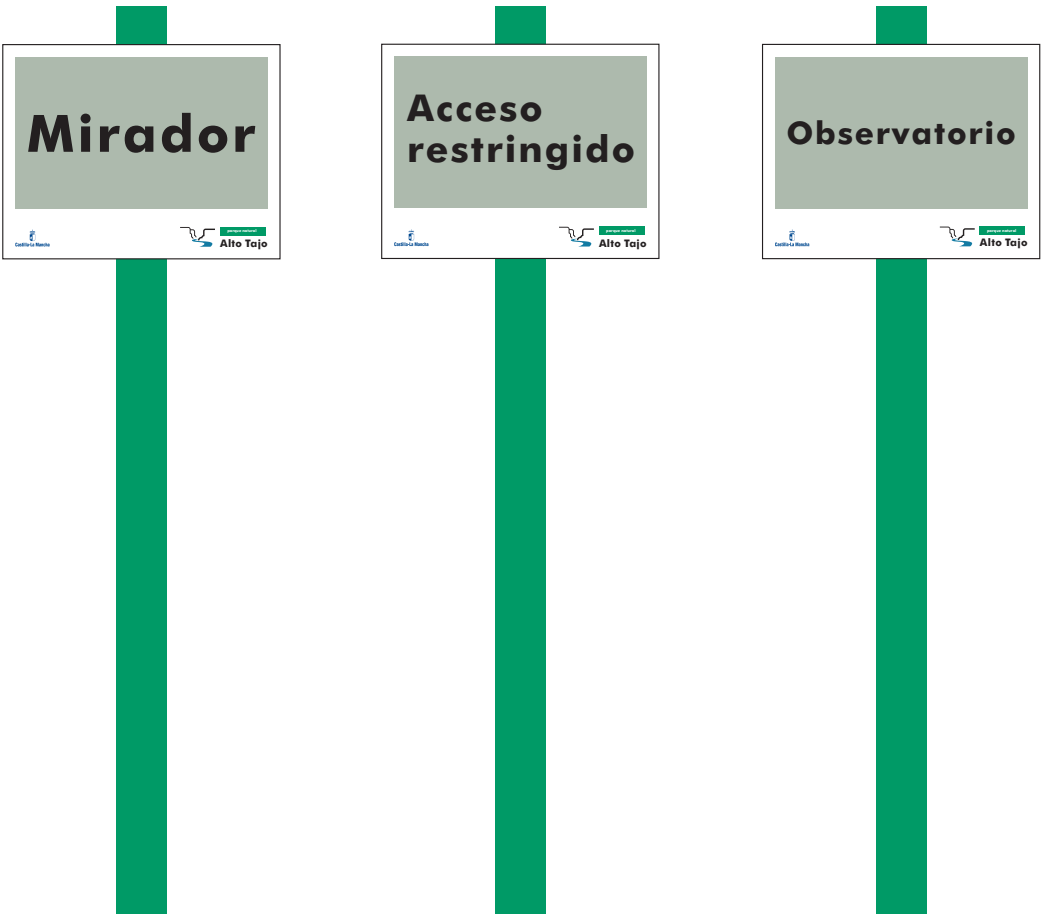 Mirador
Castilla-La Mancha
parque natural
Alto Tajo
Acceso
restringido
Castilla-La Mancha
parque natural
Alto Tajo
Observatorio
Castilla-La Mancha
parque natural
Alto Tajo